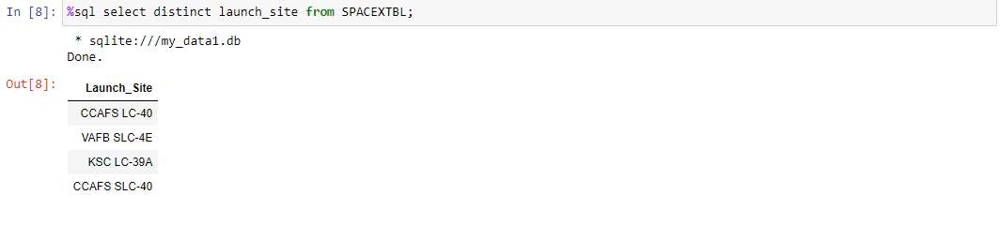 In [8]: %sql select distinct launch_site from SPACEXTBL;
* sqlite:///my_data1.db
Done.
Out[8]:
Launch_Site
CCAFS LC-40
VAFB SLC-4E
KSC LC-39A
CCAFS SLC-40